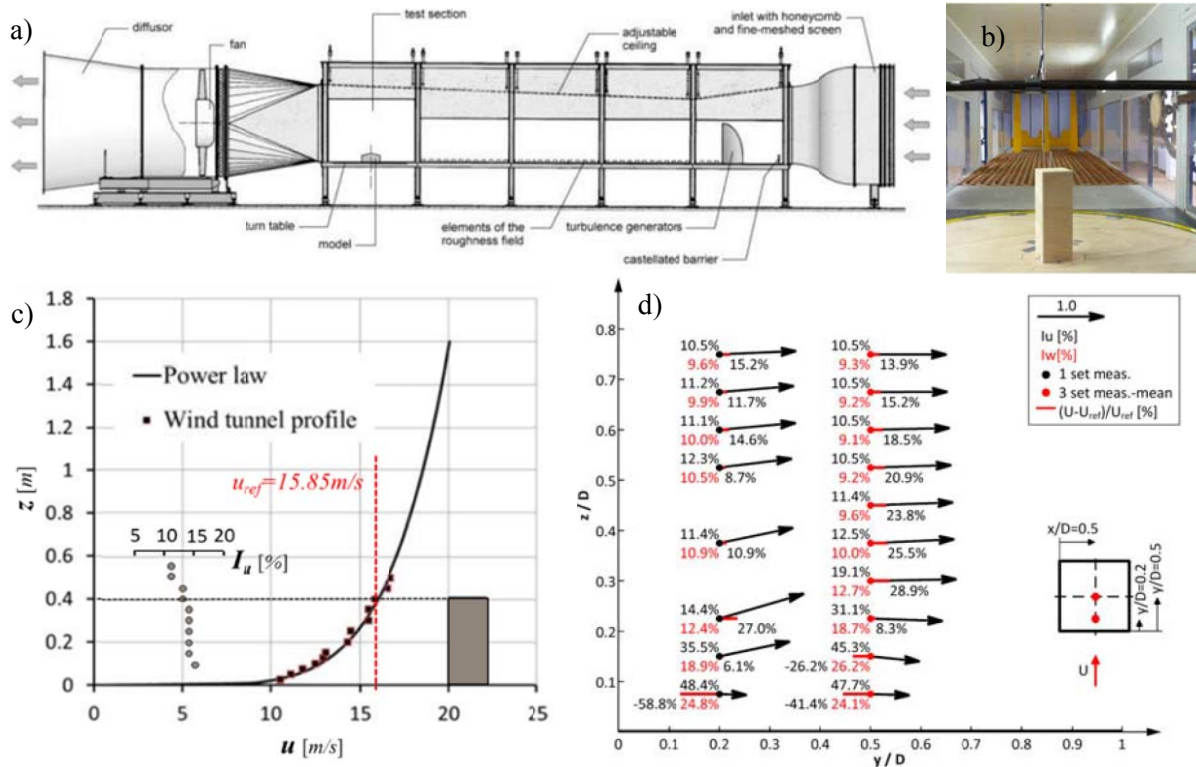 a)
diffusor
fan
test section
adjustable
ceiling
inlet with honeycomb
and fine-meshed screen
turn table
model
elements of the
roughness field
turbulence generators
castellated barrier
b)
c)
1.8
1.6
1.4
1.2
1
0.8
0.6
0.4
0.2
0
z [m]
Power law
Wind tunnel profile
u_ref=15.85m/s
5 10 15 20
I_u [%]
0 5 10 15 20 25
u [m/s]
d)
0.8
0.7
0.6
0.5
0.4
0.3
0.2
0.1
z / D
10.5%
9.6% 15.2%
11.2%
9.9% 11.7%
11.1%
10.0% 14.6%
12.3%
10.5% 8.7%
11.4%
10.9% 10.9%
14.4%
12.4% 27.0%
35.5%
18.9% 6.1%
48.4%
-58.8% 24.8%
10.5%
9.3% 13.9%
10.5%
9.2% 15.2%
10.5%
9.1% 18.5%
10.5%
9.2% 20.9%
11.4%
9.6% 23.8%
12.5%
10.0% 25.5%
19.1%
12.7% 28.9%
31.1%
18.7% 8.3%
45.3%
-26.2% 26.2%
47.7%
-41.4% 24.1%
0 0.1 0.2 0.3 0.4 0.5 0.6 0.7 0.8 0.9 1
y / D
1.0
Iu [%]
Iw[%]
1 set meas.
3 set meas.-mean
(U-U_ref)/U_ref [%]
x/D=0.5
y/D=0.2
y/D=0.5
U